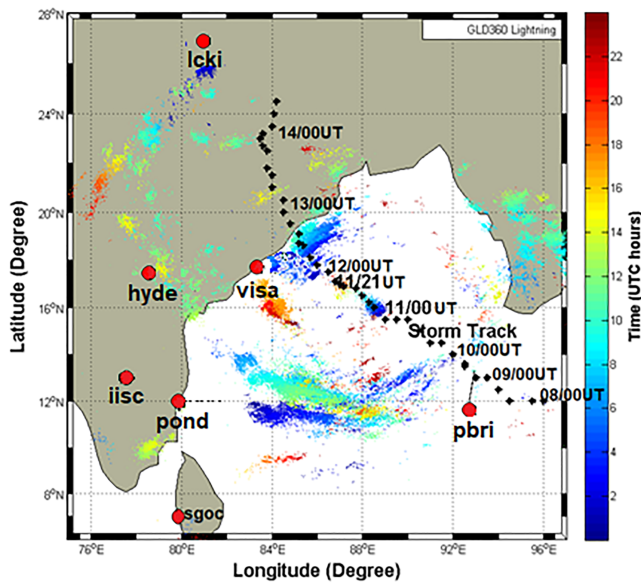 28°N
24°N
20°N
16°N
12°N
8°N
76°E
80°E
84°E
88°E
92°E
96°E
Latitude (Degree)
Longitude (Degree)
GLD360 Lightning
lcki
14/00UT
13/00UT
hyde
visa
12/00UT
11/21UT
11/00 UT
Storm Track
10/00UT
09/00UT
08/00UT
iisc
pond
pbri
sgoc
22
20
18
16
14
12
10
8
6
4
2
Time (UTC hours)